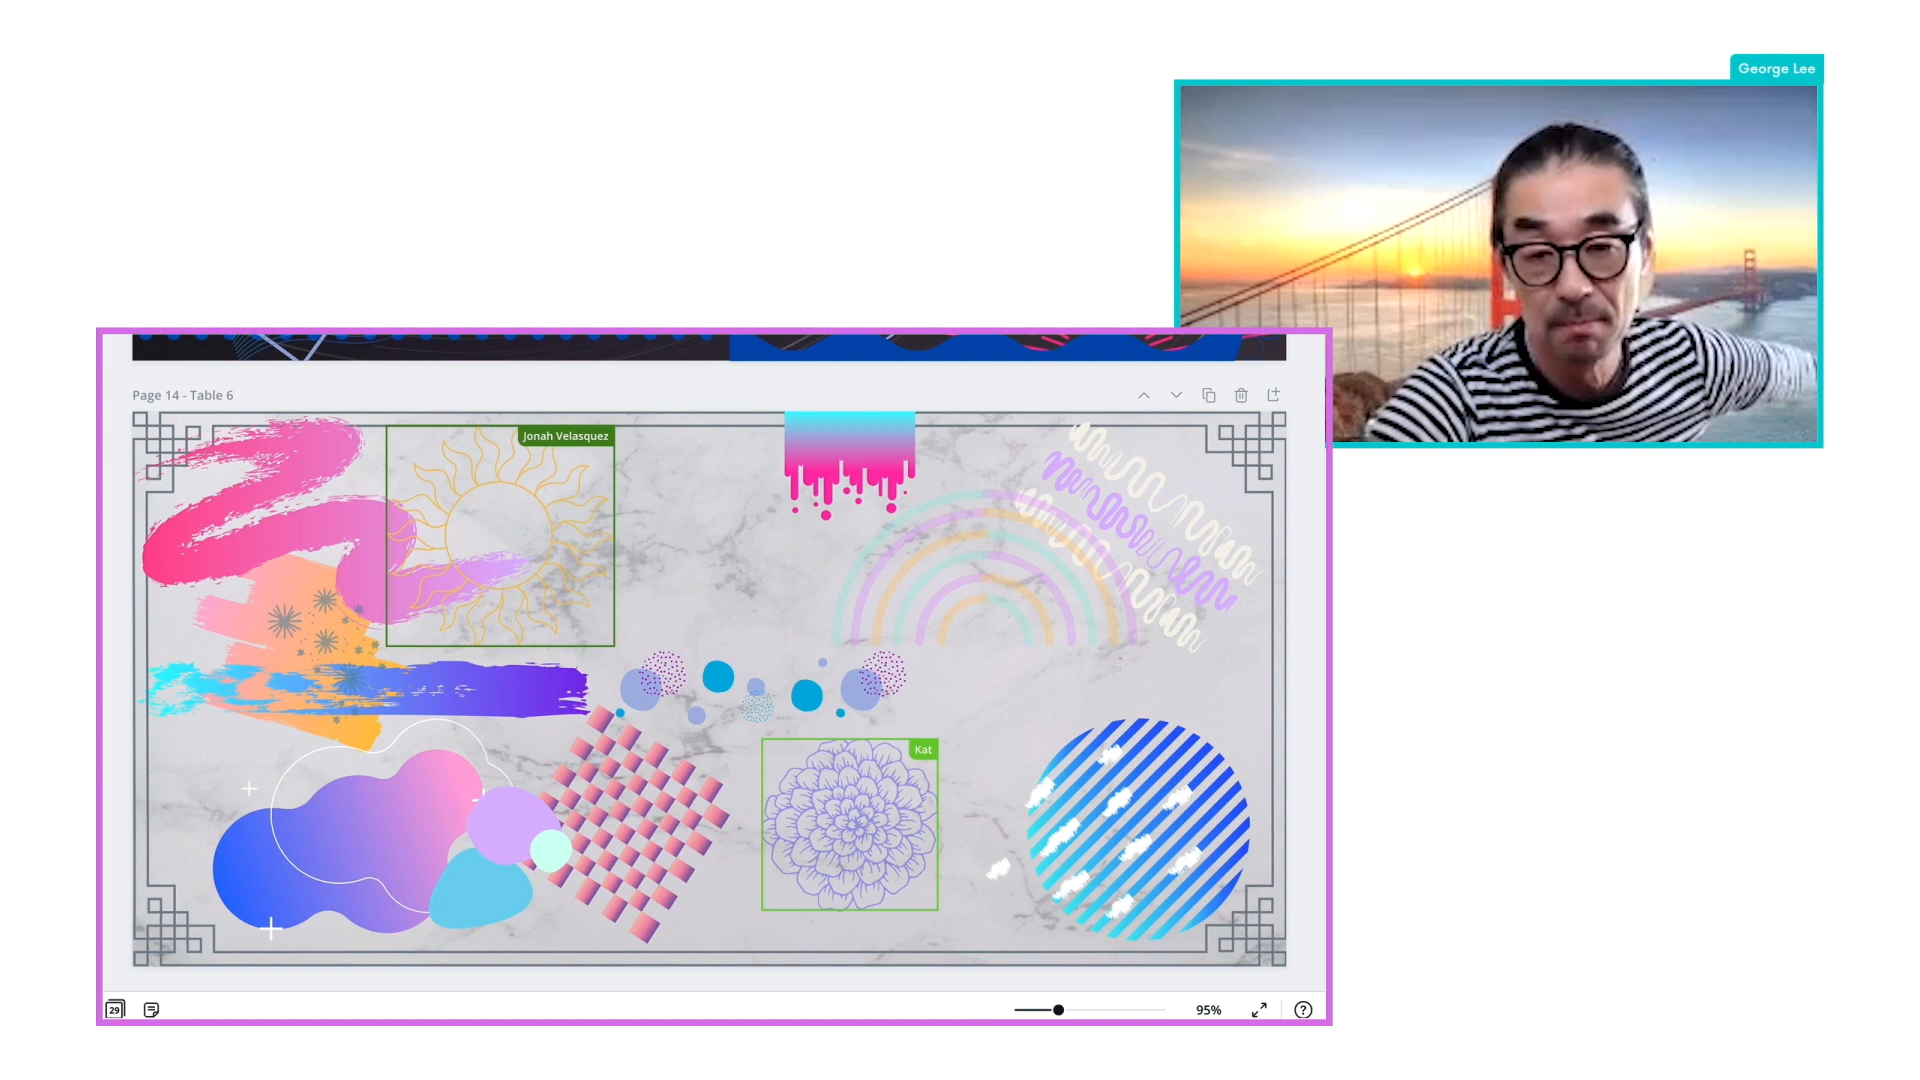 George Lee
Page 14 - Table 6
Jonah Velasquez
Kat
29
95%
?